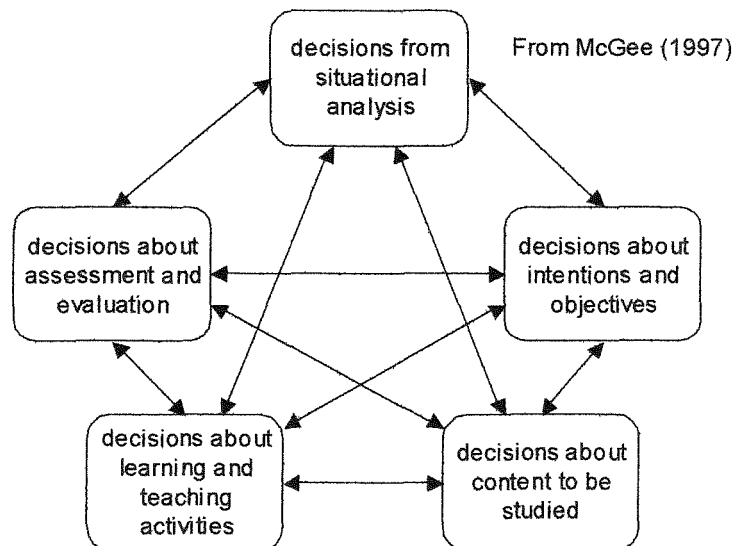 decisions from
situational
analysis
From McGee (1997)
decisions about
assessment and
evaluation
decisions about
intentions and
objectives
decisions about
learning and
teaching
activities
decisions about
content to be
studied